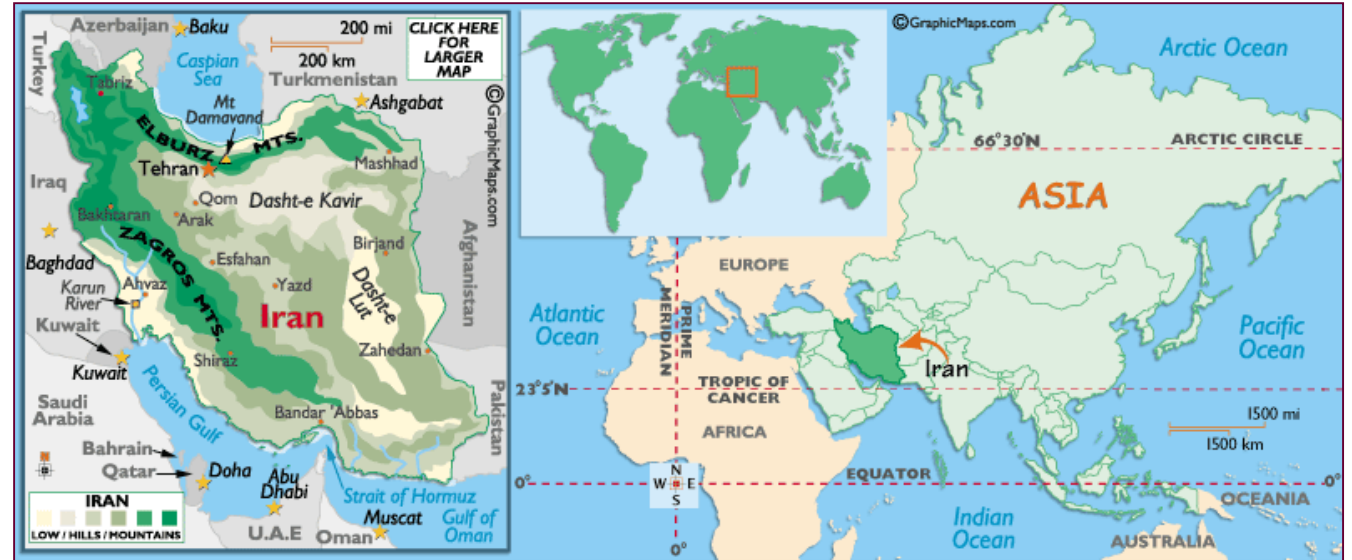 Azerbaijan
Baku
200 mi
200 km
CLICK HERE
FOR
LARGER
MAP
Turkey
Caspian
Sea
Turkmenistan
Tabriz
Mt
Damavand
Ashgabat
©GraphicMaps.com
ELBURZ MTS.
Tehran
Mashhad
Iraq
Qom
Dasht-e Kavir
Bakhtaran
Arak
ZAGROS MTS.
Birjand
Afghanistan
Baghdad
Esfahan
Karun
River
Ahvaz
Yazd
Dasht-e
Lut
Iran
Kuwait
Shiraz
Zahedan
Kuwait
Persian Gulf
Saudi
Arabia
Bandar 'Abbas
Pakistan
Bahrain
Qatar
Doha
Abu
Dhabi
Strait of Hormuz
Gulf of
Oman
Muscat
U.A.E
Oman
IRAN
LOW / HILLS / MOUNTAINS
©GraphicMaps.com
Arctic Ocean
66°30'N
ARCTIC CIRCLE
ASIA
EUROPE
Atlantic
Ocean
PRIME
MERIDIAN
Pacific
Ocean
Iran
23°5'N
TROPIC OF
CANCER
AFRICA
1500 mi
1500 km
N
W E
S
0°
EQUATOR
0°
OCEANIA
Indian
Ocean
AUSTRALIA
0°